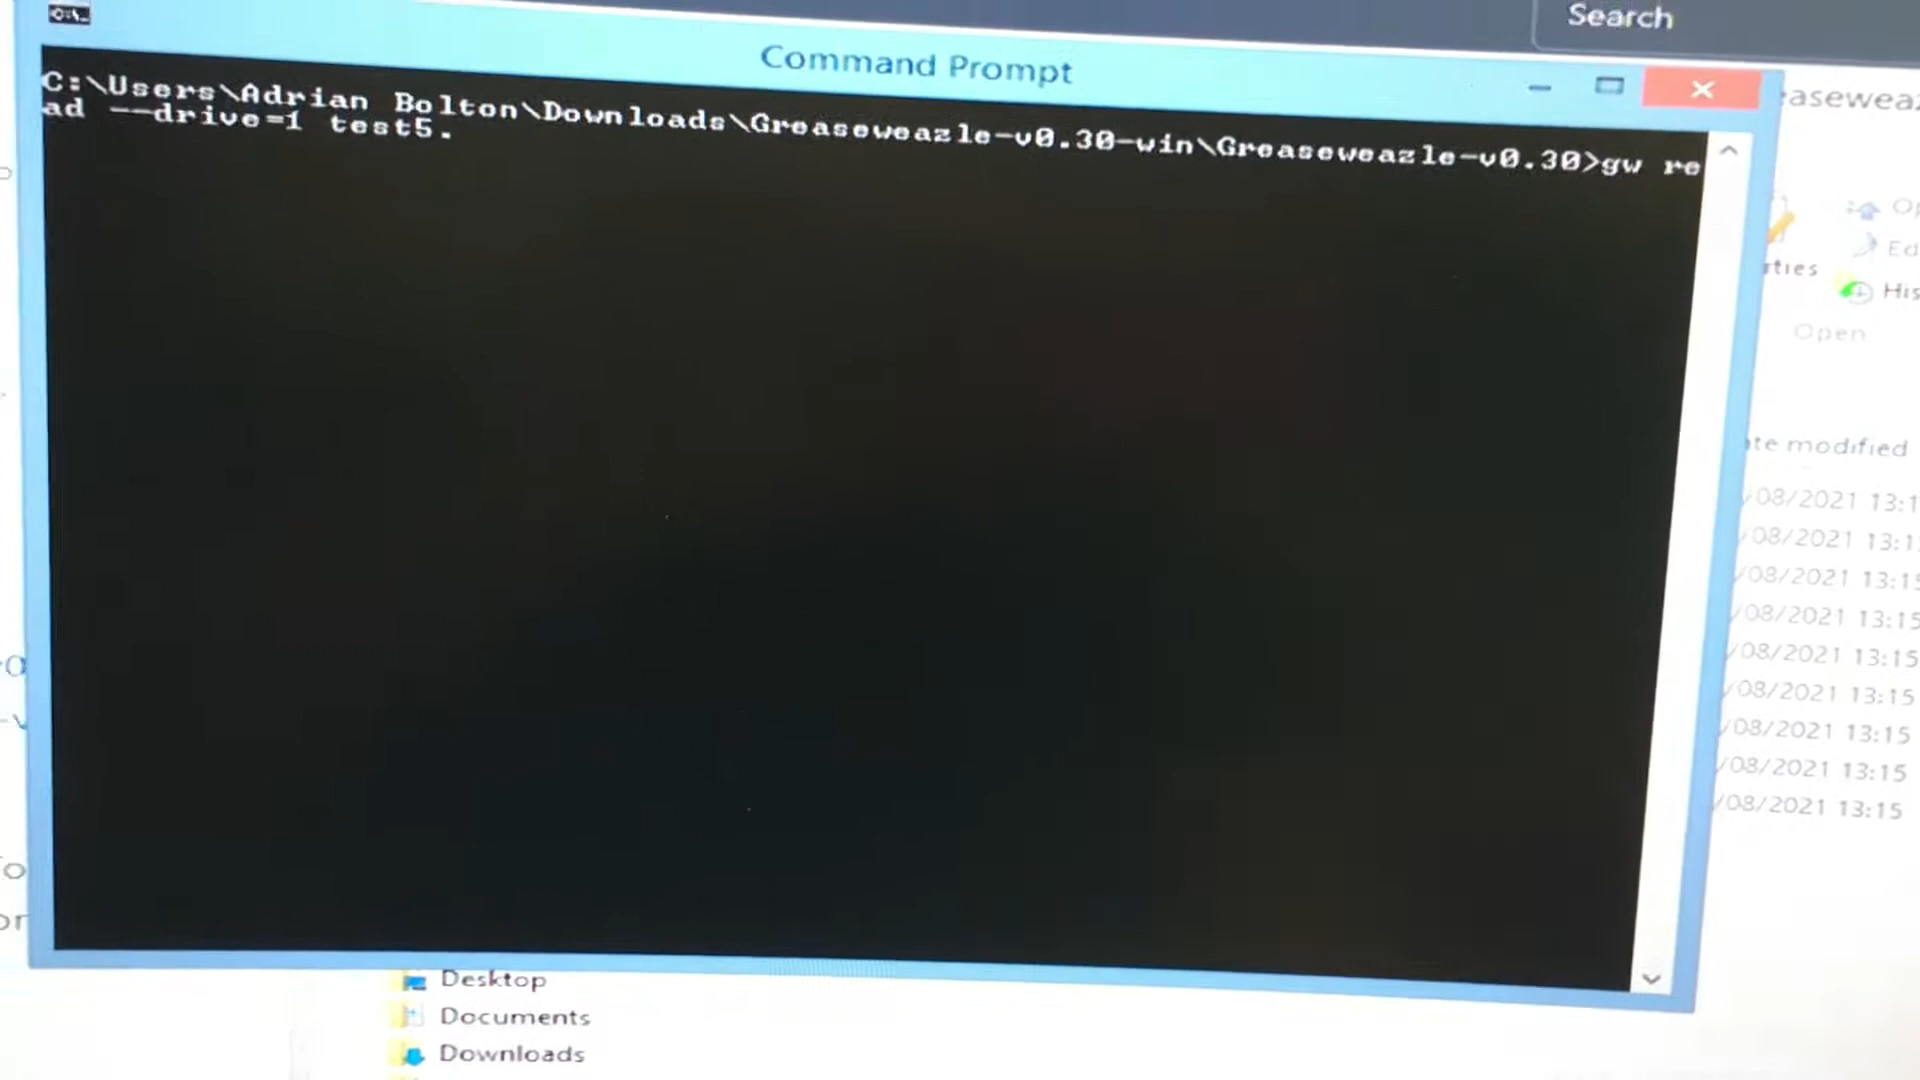 Search
Command Prompt
C:\Users\Adrian Bolton\Downloads\Greaseweazle-v0.30-win\Greaseweazle-v0.30>gw re
ad --drive=1 test5.
Open
modified
08/2021 13:1
/08/2021 13:1
/08/2021 13:15
/08/2021 13:15
/08/2021 13:15
/08/2021 13:15
/08/2021 13:15
/08/2021 13:15
/08/2021 13:15
Desktop
Documents
Downloads